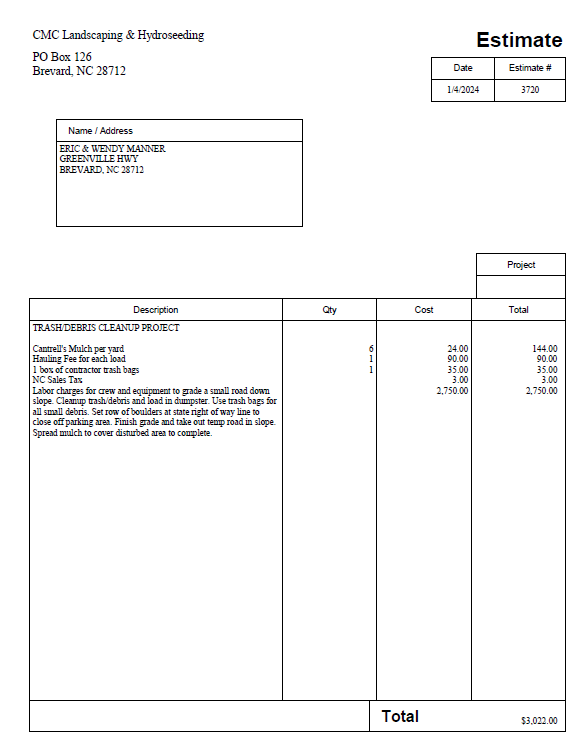 CMC Landscaping & Hydroseeding
PO Box 126
Brevard, NC 28712
Estimate
Date Estimate #
1/4/2024 3720
Name / Address
ERIC & WENDY MANNER
GREENVILLE HWY
BREVARD, NC 28712
Project
Description Qty Cost Total
TRASH/DEBRIS CLEANUP PROJECT
Cantrell's Mulch per yard 6 24.00 144.00
Hauling Fee for each load 1 90.00 90.00
1 box of contractor trash bags 1 35.00 35.00
NC Sales Tax 3.00 3.00
Labor charges for crew and equipment to grade a small road down 2,750.00 2,750.00
slope. Cleanup trash/debris and load in dumpster. Use trash bags for
all small debris. Set row of boulders at state right of way line to
close off parking area. Finish grade and take out temp road in slope.
Spread mulch to cover disturbed area to complete.
Total $3,022.00